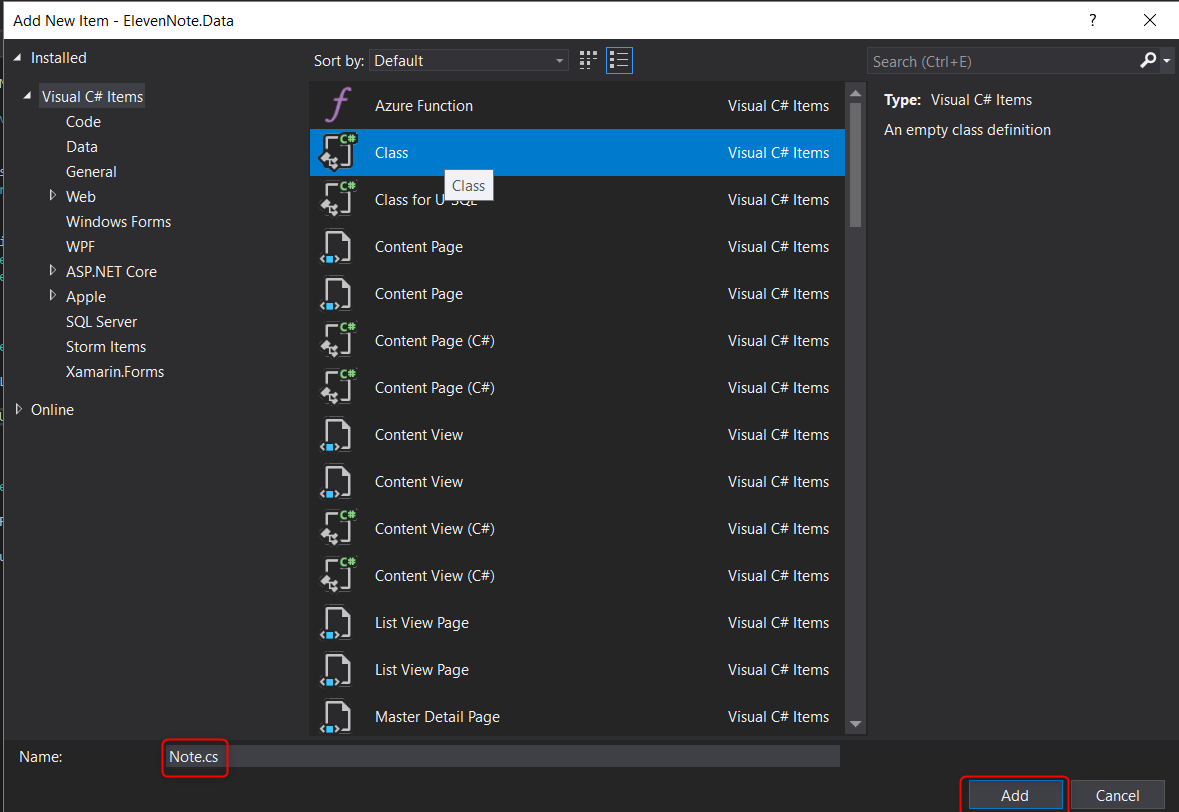 Add New Item - ElevenNote.Data
?
Installed
Sort by: Default
Search (Ctrl+E)
Visual C# Items
Code
Data
General
Web
Windows Forms
WPF
ASP.NET Core
Apple
SQL Server
Storm Items
Xamarin.Forms
Online
Azure Function Visual C# Items
Class Visual C# Items
Class
Class for U-SQL Visual C# Items
Content Page Visual C# Items
Content Page Visual C# Items
Content Page (C#) Visual C# Items
Content Page (C#) Visual C# Items
Content View Visual C# Items
Content View Visual C# Items
Content View (C#) Visual C# Items
Content View (C#) Visual C# Items
List View Page Visual C# Items
List View Page Visual C# Items
Master Detail Page Visual C# Items
Type: Visual C# Items
An empty class definition
Name: Note.cs
Add Cancel